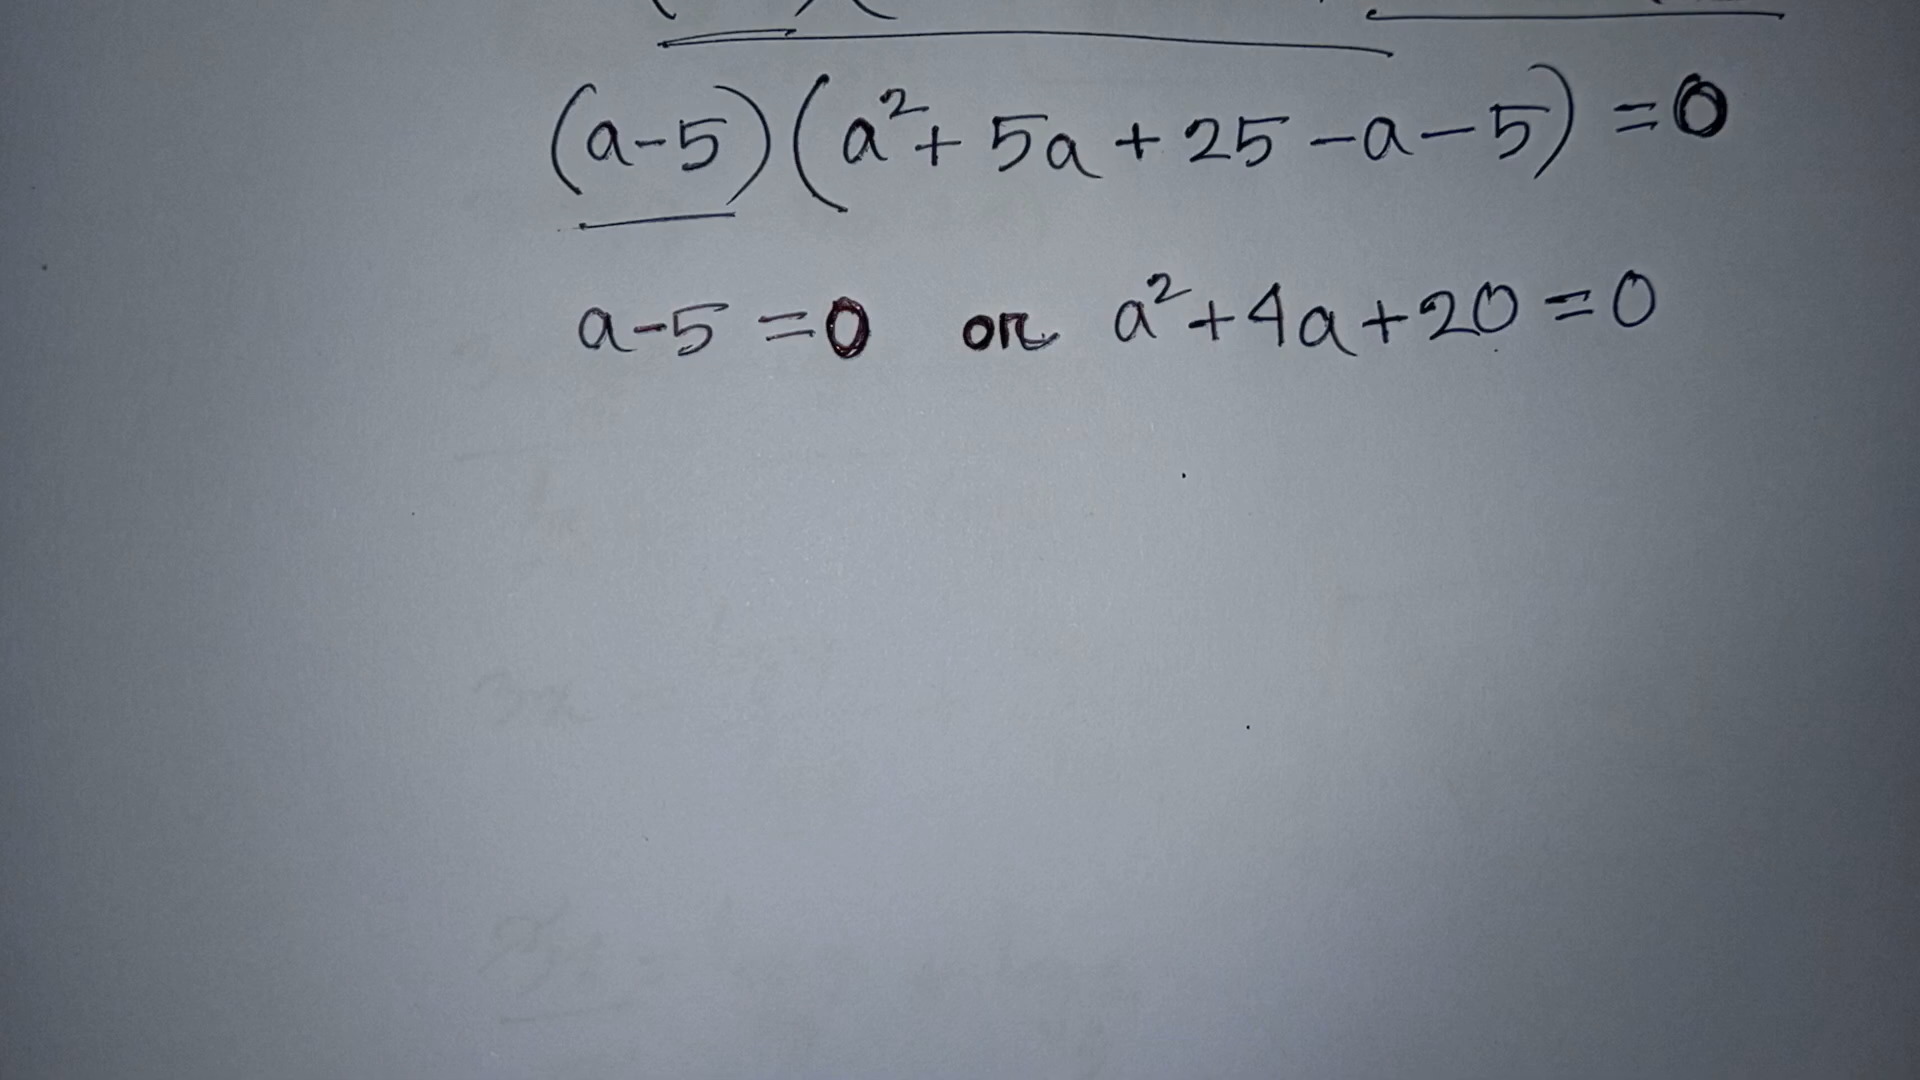 (a-5)(a²+ 5a + 25 - a - 5) = 0
a-5 = 0 or a²+4a+20 = 0